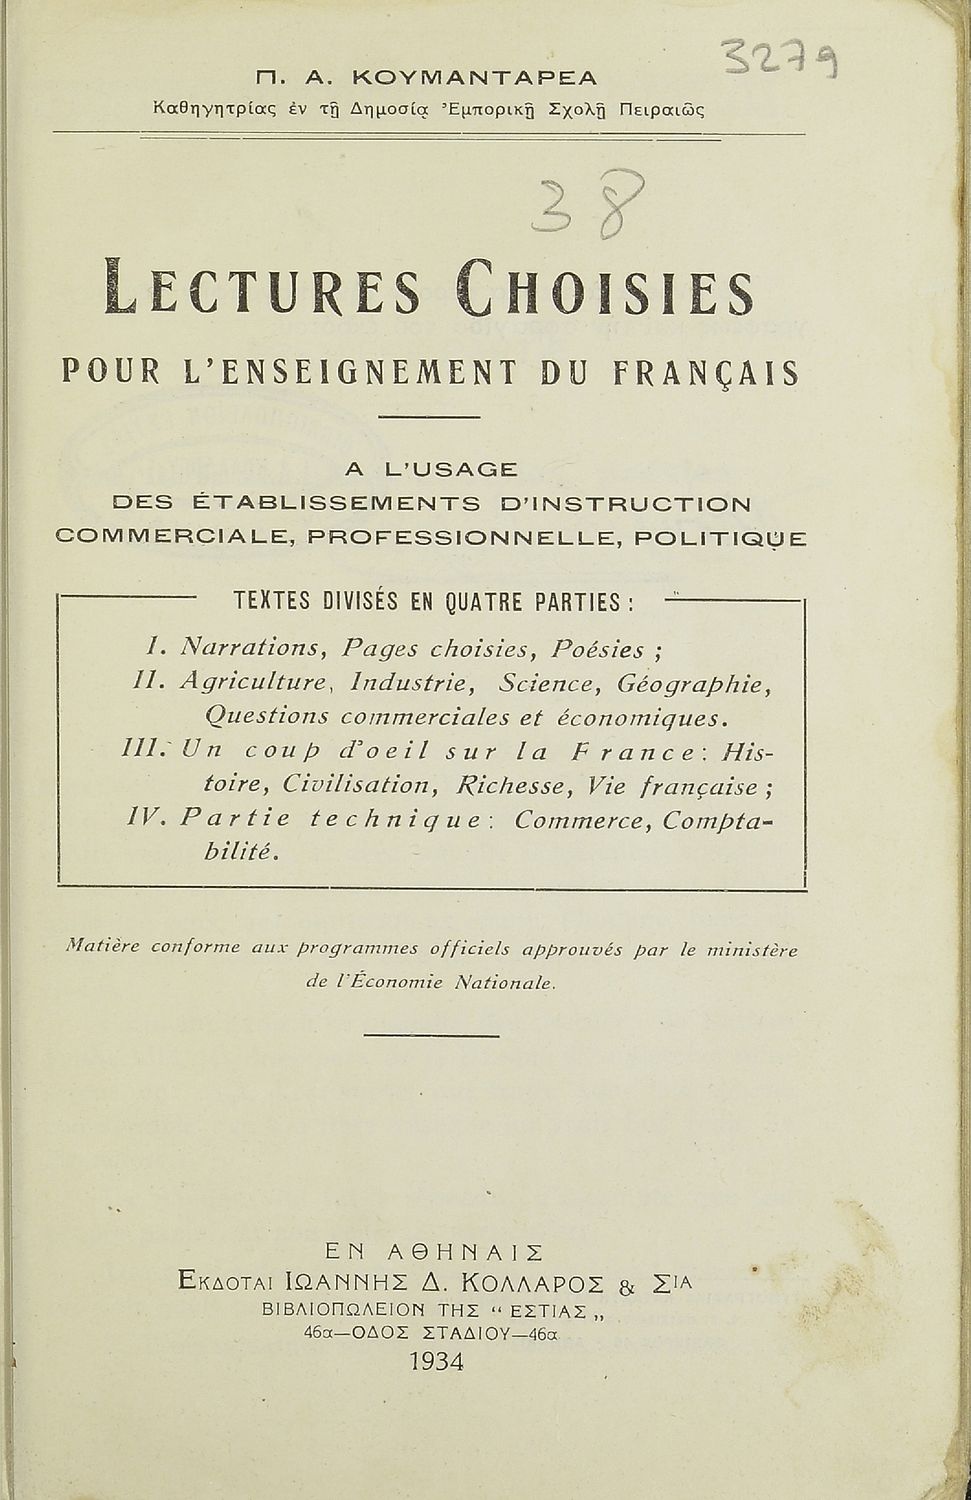 3279
Π. Α. ΚΟΥΜΑΝΤΑΡΕΑ
Καθηγητρίας ἐν τῇ Δημοσίᾳ Ἐμπορικῇ Σχολῇ Πειραιῶς
38
LECTURES CHOISIES
POUR L'ENSEIGNEMENT DU FRANÇAIS
A L'USAGE
DES ÉTABLISSEMENTS D'INSTRUCTION
COMMERCIALE, PROFESSIONNELLE, POLITIQUE
TEXTES DIVISÉS EN QUATRE PARTIES :
I. Narrations, Pages choisies, Poésies ;
II. Agriculture, Industrie, Science, Géographie,
Questions commerciales et économiques.
III. Un coup d'oeil sur la France: His-
toire, Civilisation, Richesse, Vie française ;
IV. Partie technique: Commerce, Compta-
bilité.
Matière conforme aux programmes officiels approuvés par le ministère
de l'Économie Nationale.
ΕΝ ΑΘΗΝΑΙΣ
ΕΚΔΟΤΑΙ ΙΩΑΝΝΗΣ Δ. ΚΟΛΛΑΡΟΣ & ΣΙΑ
ΒΙΒΛΙΟΠΩΛΕΙΟΝ ΤΗΣ “ ΕΣΤΙΑΣ „
46α—ΟΔΟΣ ΣΤΑΔΙΟΥ—46α
1934